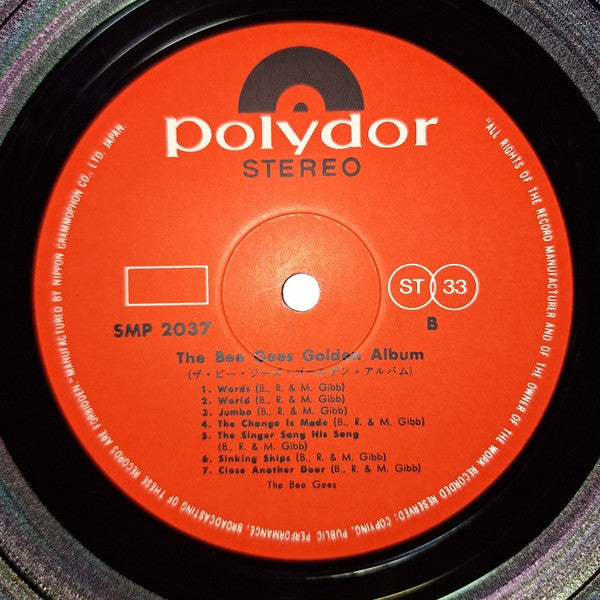 polydor
STEREO
ST 33
SMP 2037
B
The Bee Gees Golden Album
(ザ・ビー・ジーズ・ゴールデン・アルバム)
1. Words (B., R. & M. Gibb)
2. World (B., R. & M. Gibb)
3. Jumbo (B., R. & M. Gibb)
4. The Change Is Made (B., R. & M. Gibb)
5. The Singer Sang His Song
(B., R. & M. Gibb)
6. Sinking Ships (B., R. & M. Gibb)
7. Close Another Door (B., R. & M. Gibb)
The Bee Gees
"ALL RIGHTS OF THE RECORD MANUFACTURER AND OF THE OWNER OF THE WORK RECORDED RESERVED. COPYING, PUBLIC PERFORMANCE, BROADCASTING OF THESE RECORDS ARE FORBIDDEN" MANUFACTURED BY NIPPON GRAMMOPHON CO., LTD. JAPAN.